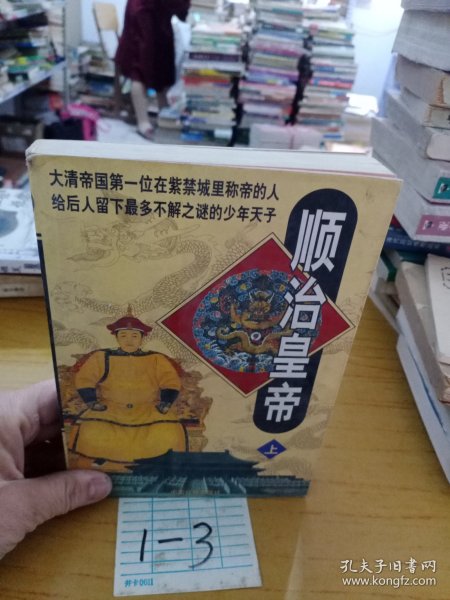 大清帝国第一位在紫禁城里称帝的人
给后人留下最多不解之谜的少年天子
顺治皇帝
上
1-3
孔夫子旧书网
www.kongfz.com